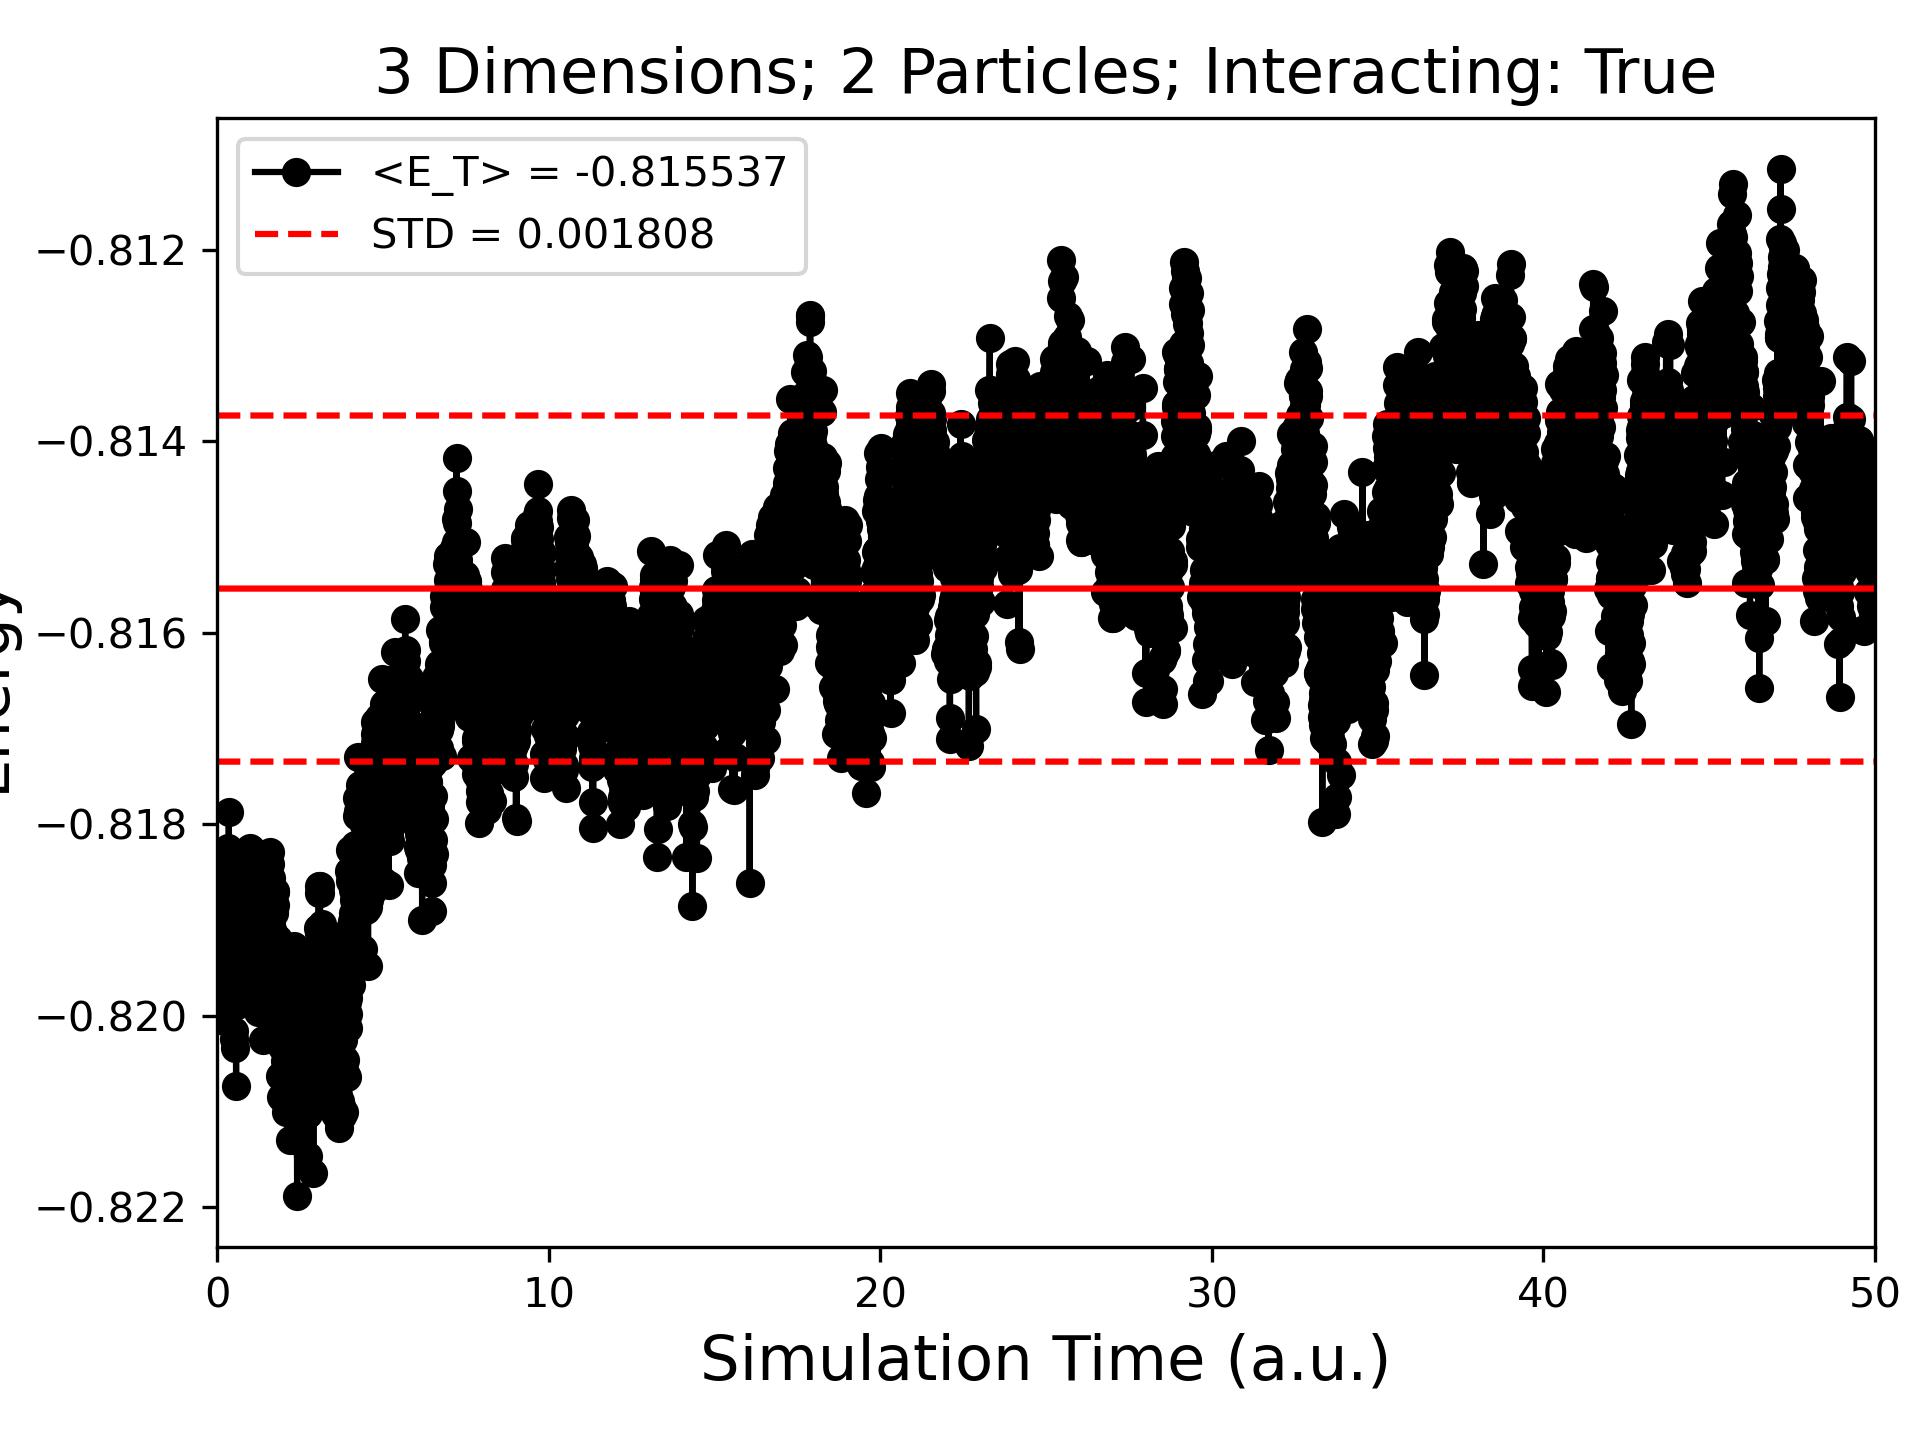 3 Dimensions; 2 Particles; Interacting: True
<E_T> = -0.815537
STD = 0.001808
Energy
−0.812
−0.814
−0.816
−0.818
−0.820
−0.822
0 10 20 30 40 50
Simulation Time (a.u.)